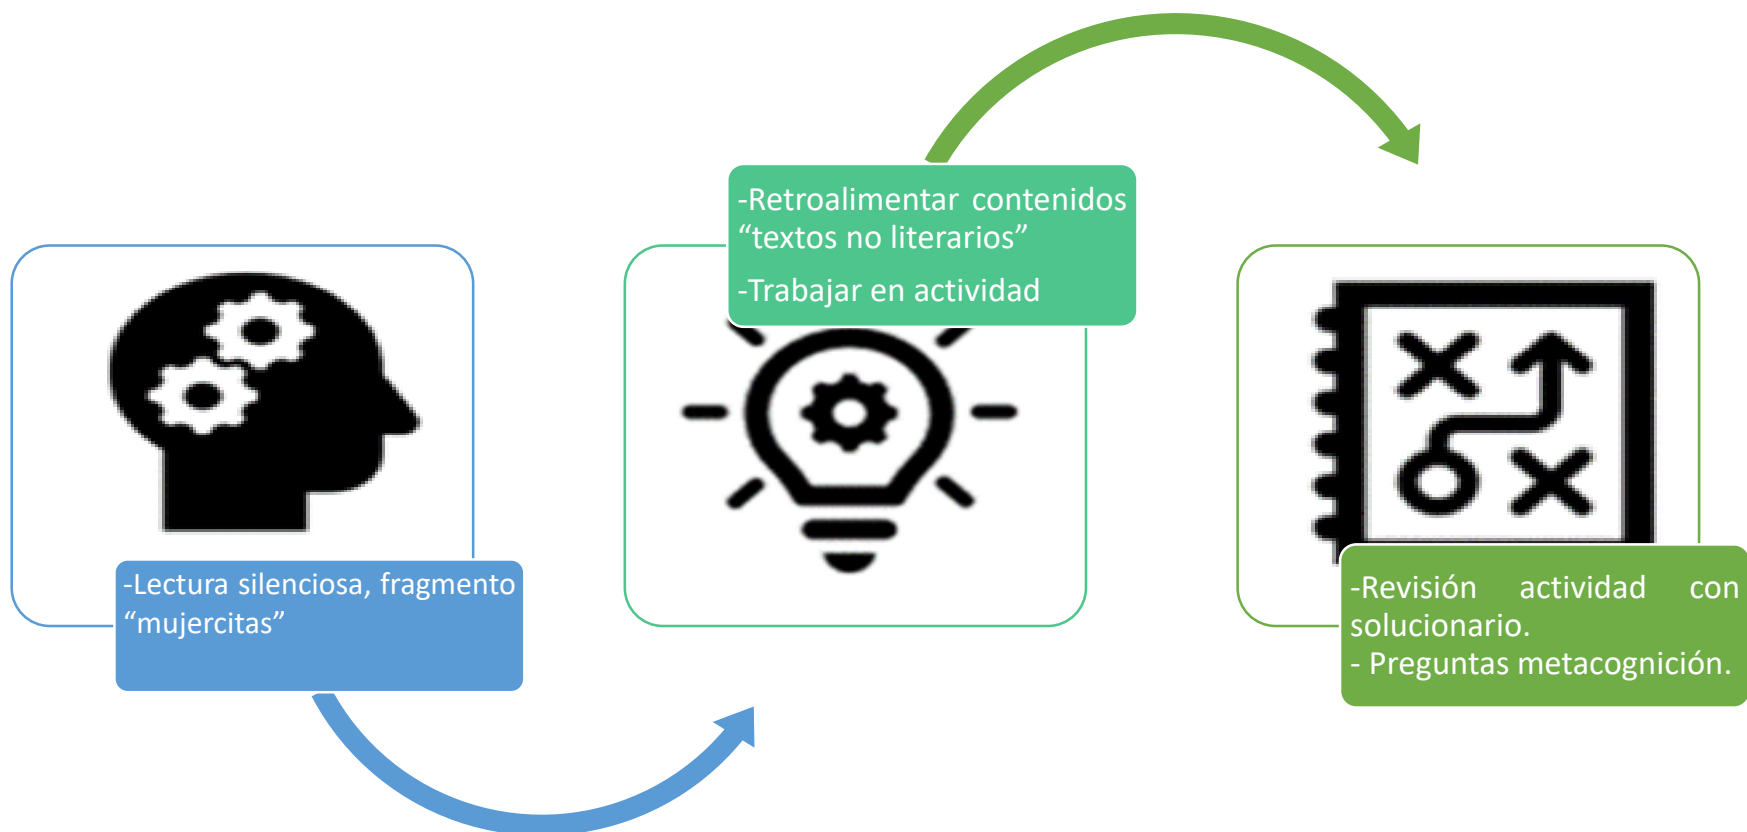 -Lectura silenciosa, fragmento
“mujercitas”
-Retroalimentar contenidos
“textos no literarios”
-Trabajar en actividad
-Revisión actividad con
solucionario.
- Preguntas metacognición.